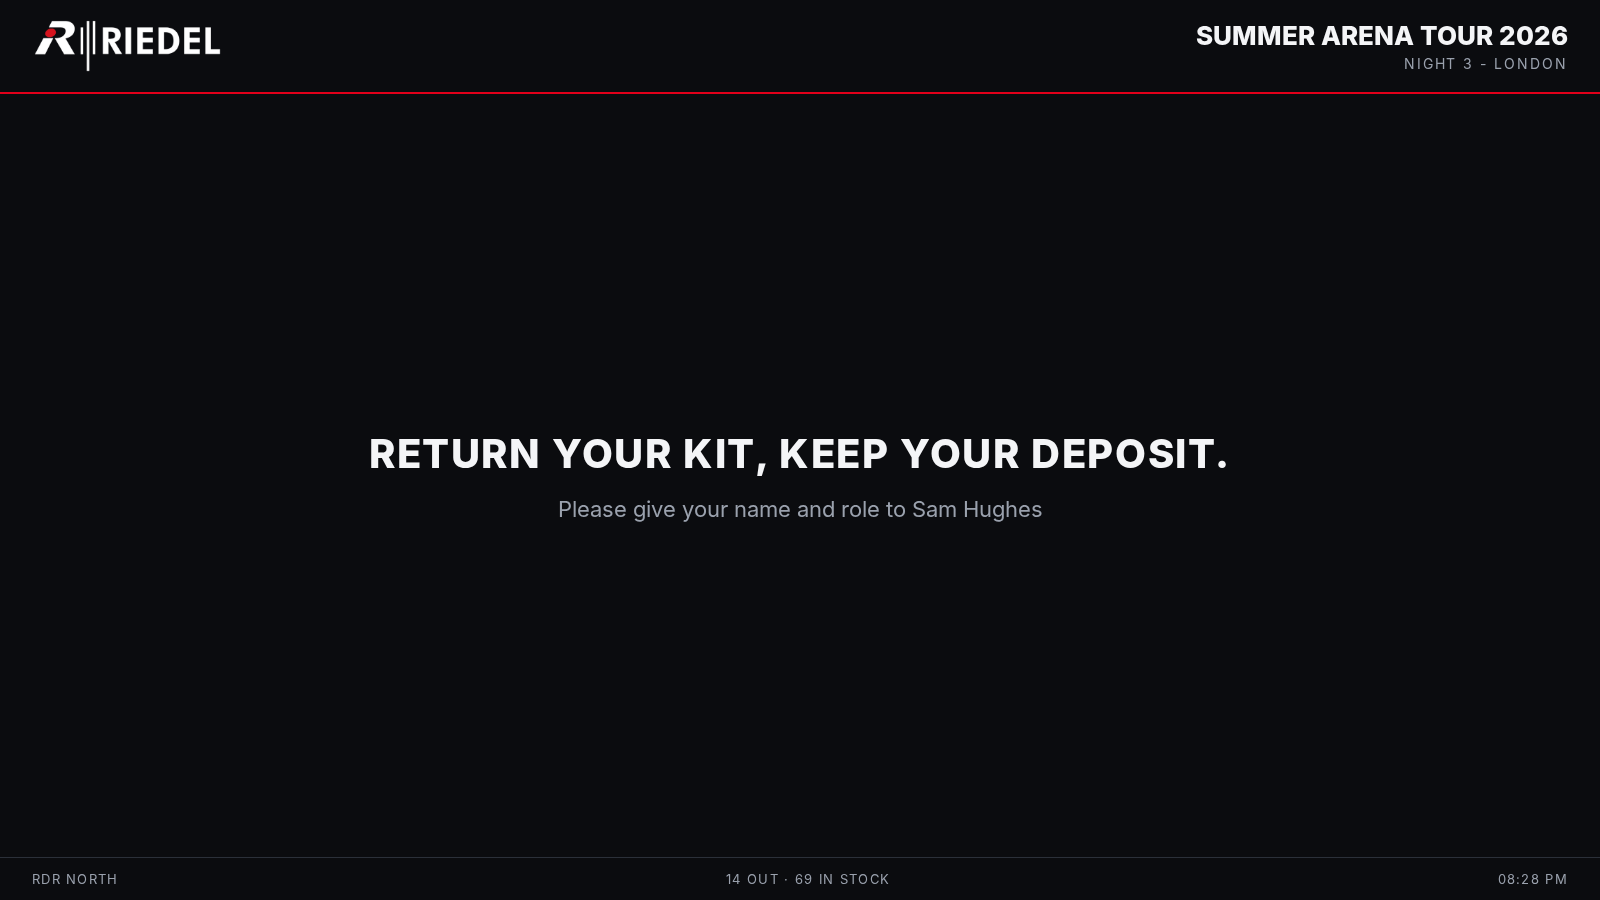 RIEDEL
SUMMER ARENA TOUR 2026
NIGHT 3 - LONDON
RETURN YOUR KIT, KEEP YOUR DEPOSIT.
Please give your name and role to Sam Hughes
RDR NORTH
14 OUT · 69 IN STOCK
08:28 PM